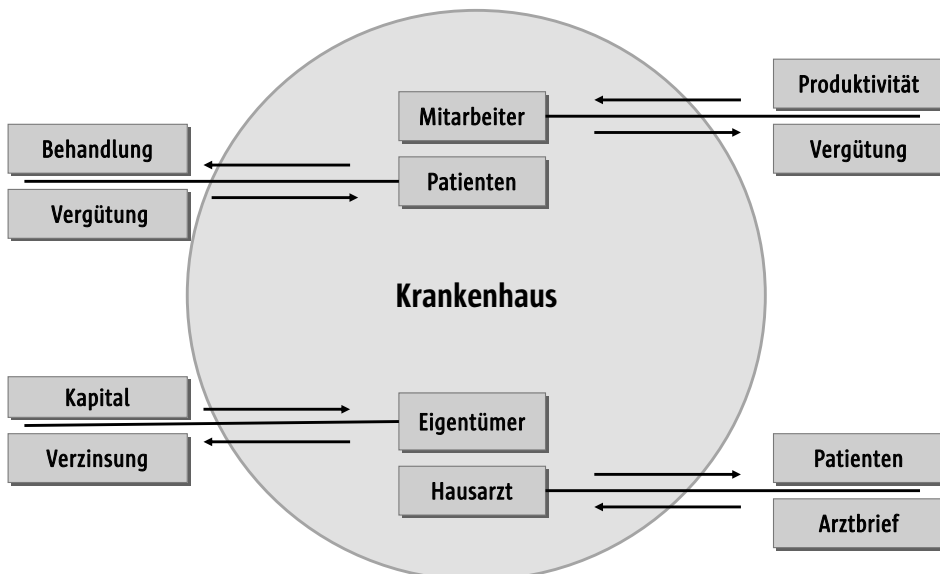 Produktivität
Mitarbeiter
Behandlung
Vergütung
Patienten
Vergütung
Krankenhaus
Kapital
Eigentümer
Verzinsung
Patienten
Hausarzt
Arztbrief